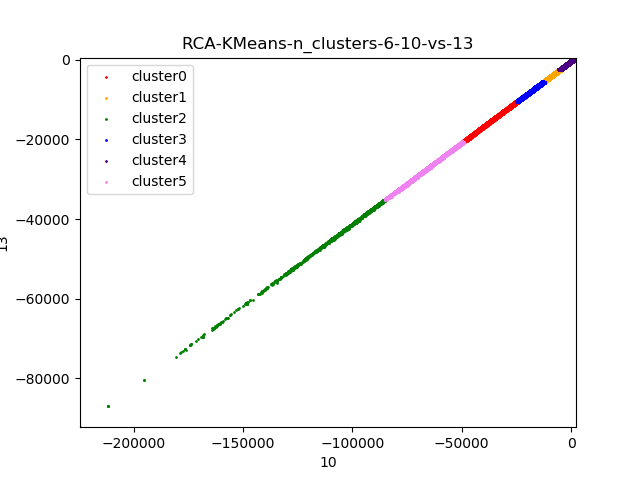 RCA-KMeans-n_clusters-6-10-vs-13
0
−20000
−40000
−60000
−80000
13
cluster0
cluster1
cluster2
cluster3
cluster4
cluster5
−200000
−150000
−100000
−50000
0
10